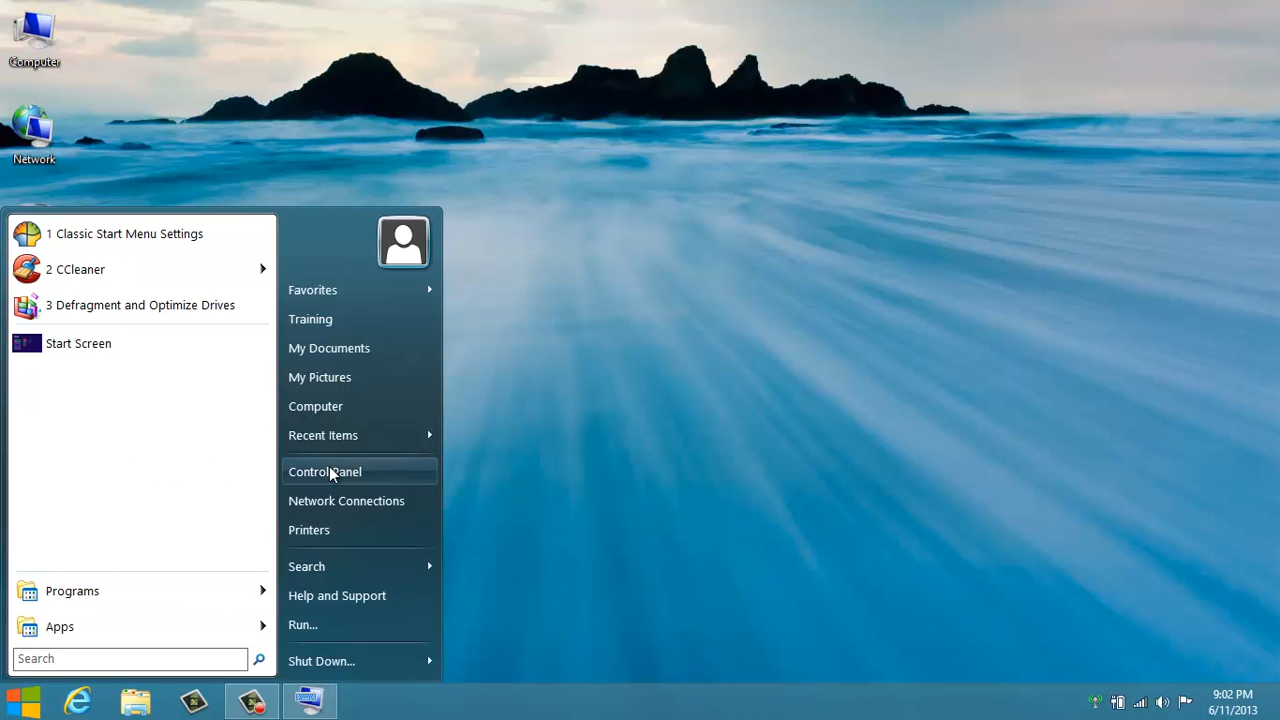 Computer
Network
1 Classic Start Menu Settings
2 CCleaner
3 Defragment and Optimize Drives
Start Screen
Programs
Apps
Search
Favorites
Training
My Documents
My Pictures
Computer
Recent Items
Control Panel
Network Connections
Printers
Search
Help and Support
Run...
Shut Down...
9:02 PM
6/11/2013